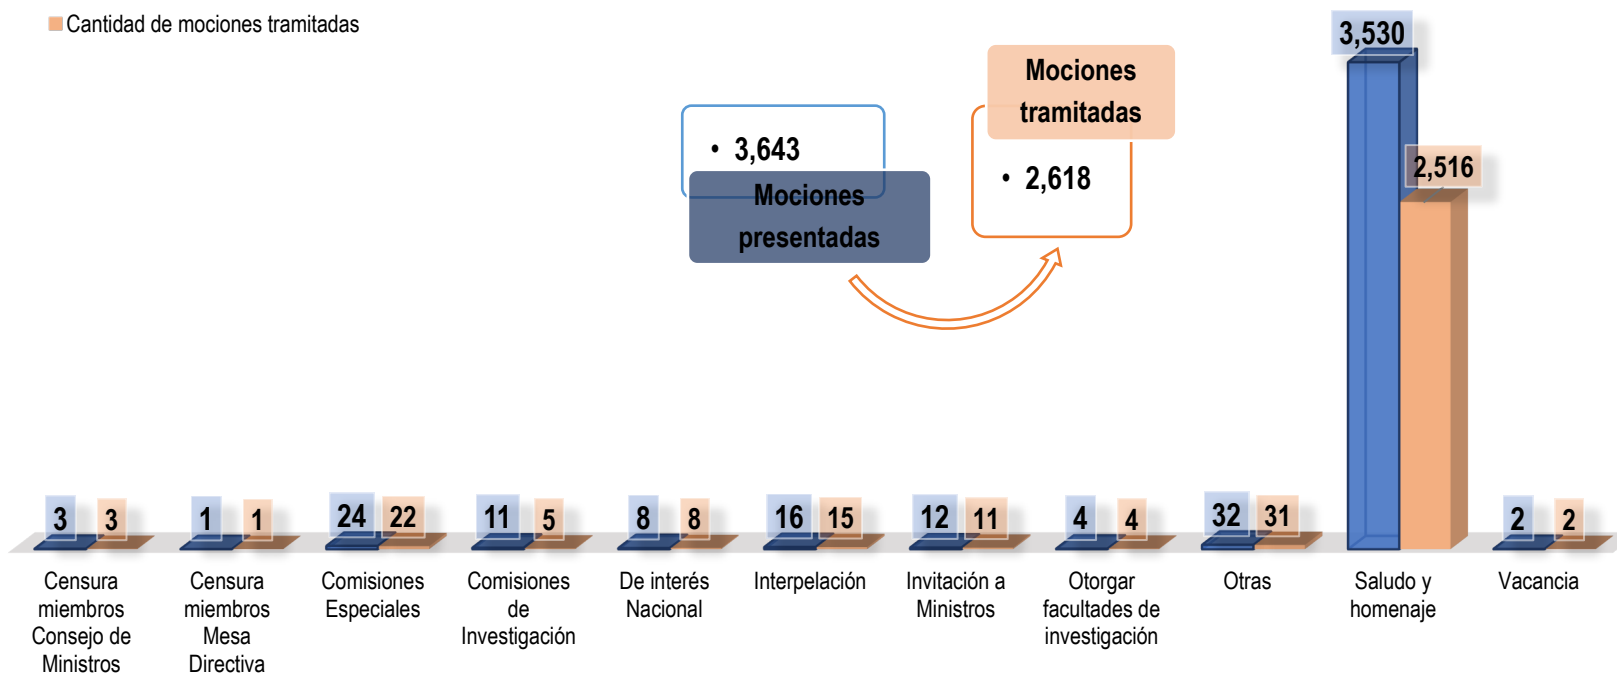 Cantidad de mociones tramitadas
• 3,643
Mociones
presentadas
Mociones
tramitadas
• 2,618
3 3
1 1
24 22
11 5
8 8
16 15
12 11
4 4
32 31
3,530
2,516
2 2
Censura
miembros
Consejo de
Ministros
Censura
miembros
Mesa
Directiva
Comisiones
Especiales
Comisiones
de
Investigación
De interés
Nacional
Interpelación
Invitación a
Ministros
Otorgar
facultades de
investigación
Otras
Saludo y
homenaje
Vacancia